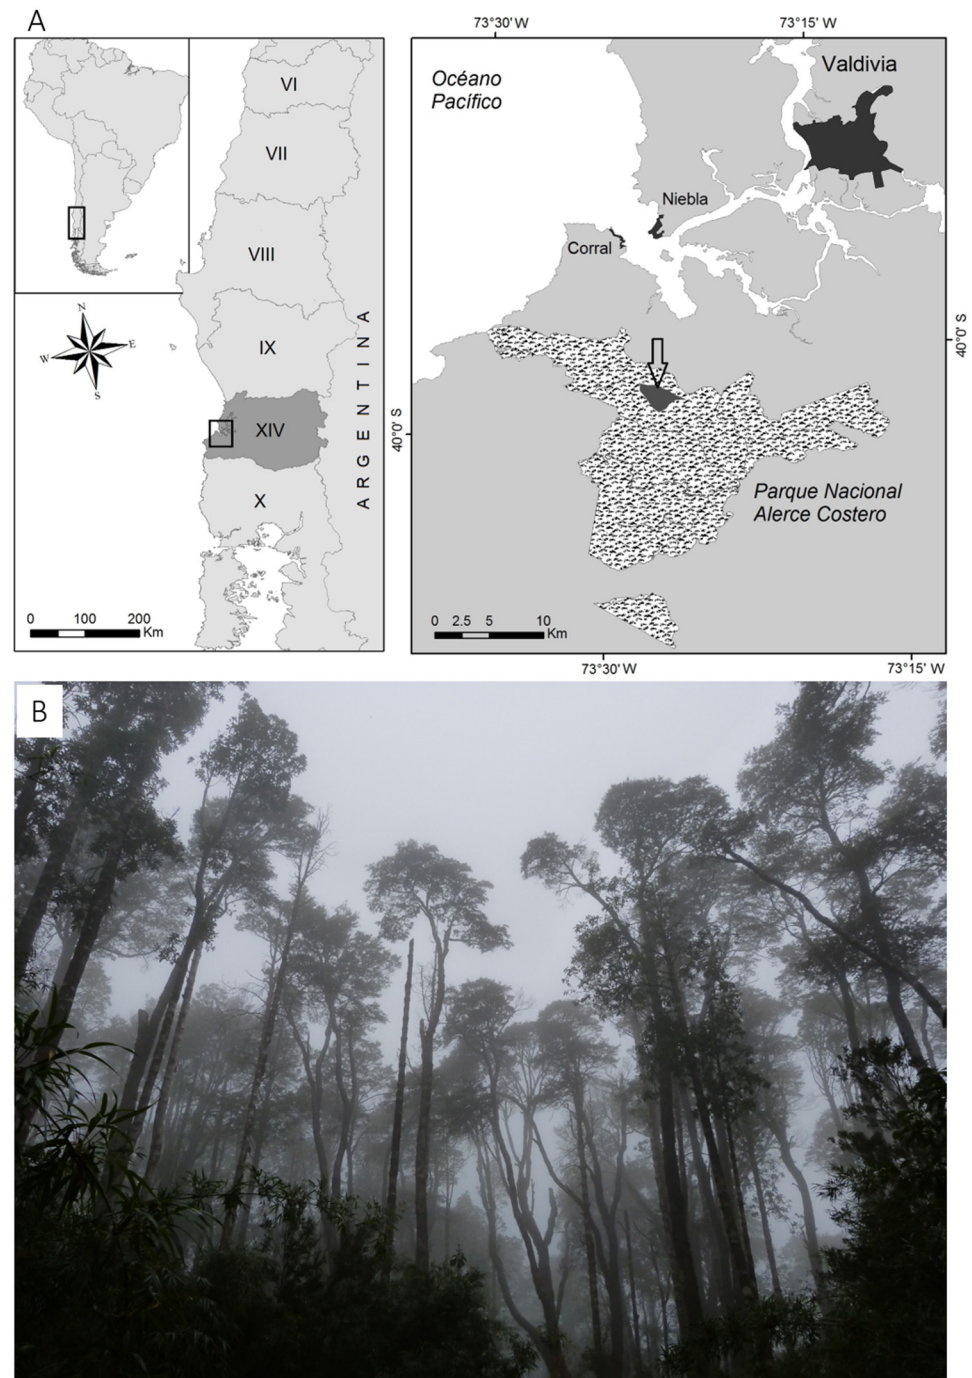 A
VI
VII
VIII
IX
XIV
X
ARGENTINA
N
W
E
S
0 100 200
Km
40°0' S
73°30' W
73°15' W
Océano
Pacífico
Valdivia
Niebla
Corral
40°0' S
Parque Nacional
Alerce Costero
0 2.5 5 10
Km
73°30' W
73°15' W
B